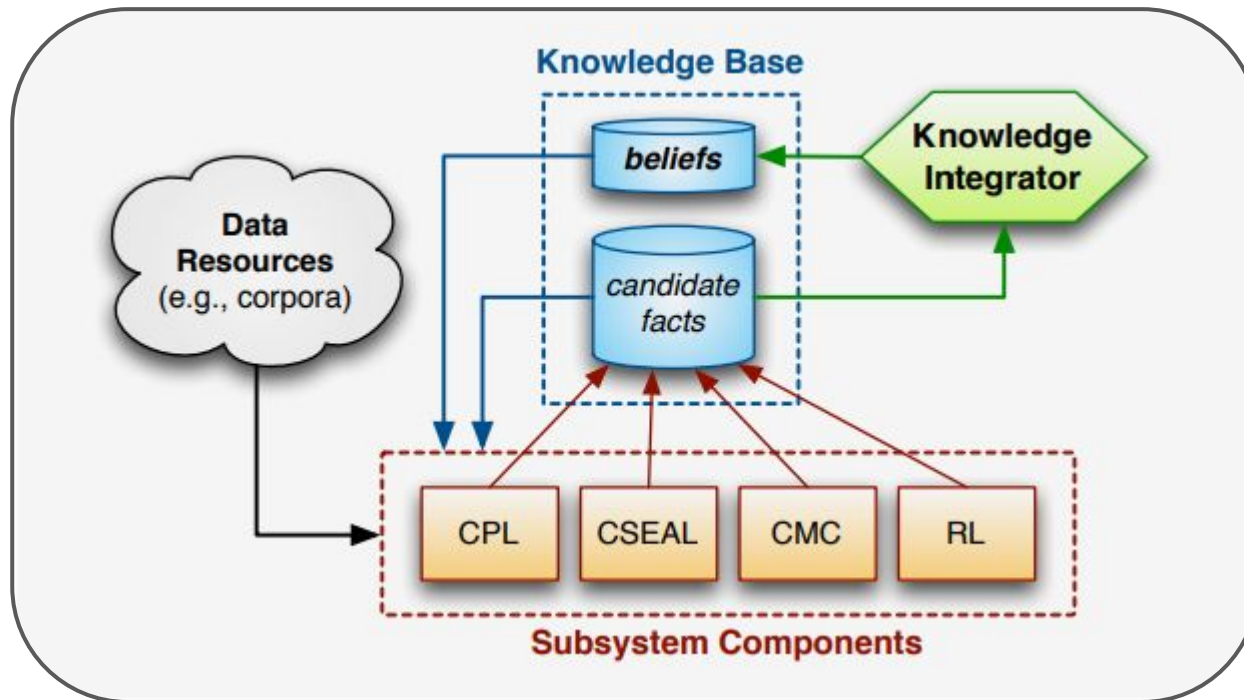 Knowledge Base
beliefs
Knowledge
Integrator
Data
Resources
(e.g., corpora)
candidate
facts
CPL
CSEAL
CMC
RL
Subsystem Components